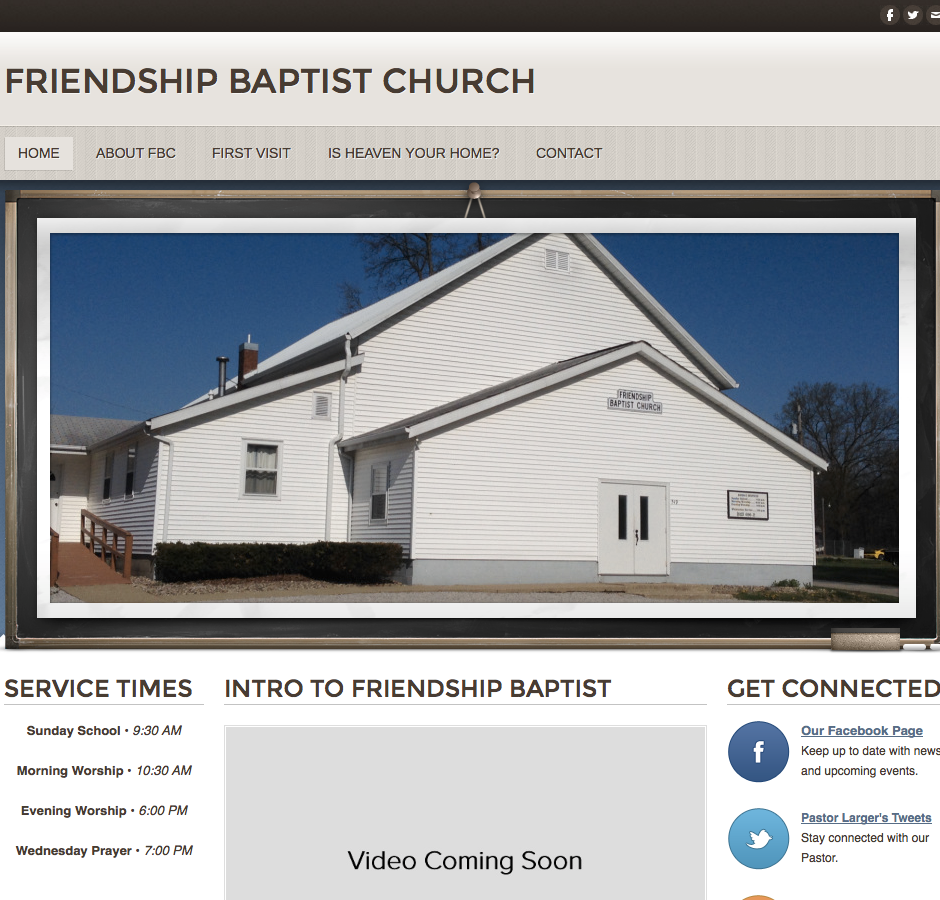 FRIENDSHIP BAPTIST CHURCH
HOME
ABOUT FBC
FIRST VISIT
IS HEAVEN YOUR HOME?
CONTACT
FRIENDSHIP
BAPTIST CHURCH
SERVICE TIMES
Sunday School • 9:30 AM
Morning Worship • 10:30 AM
Evening Worship • 6:00 PM
Wednesday Prayer • 7:00 PM
INTRO TO FRIENDSHIP BAPTIST
Video Coming Soon
GET CONNECTED
Our Facebook Page
Keep up to date with news
and upcoming events.
Pastor Larger's Tweets
Stay connected with our
Pastor.